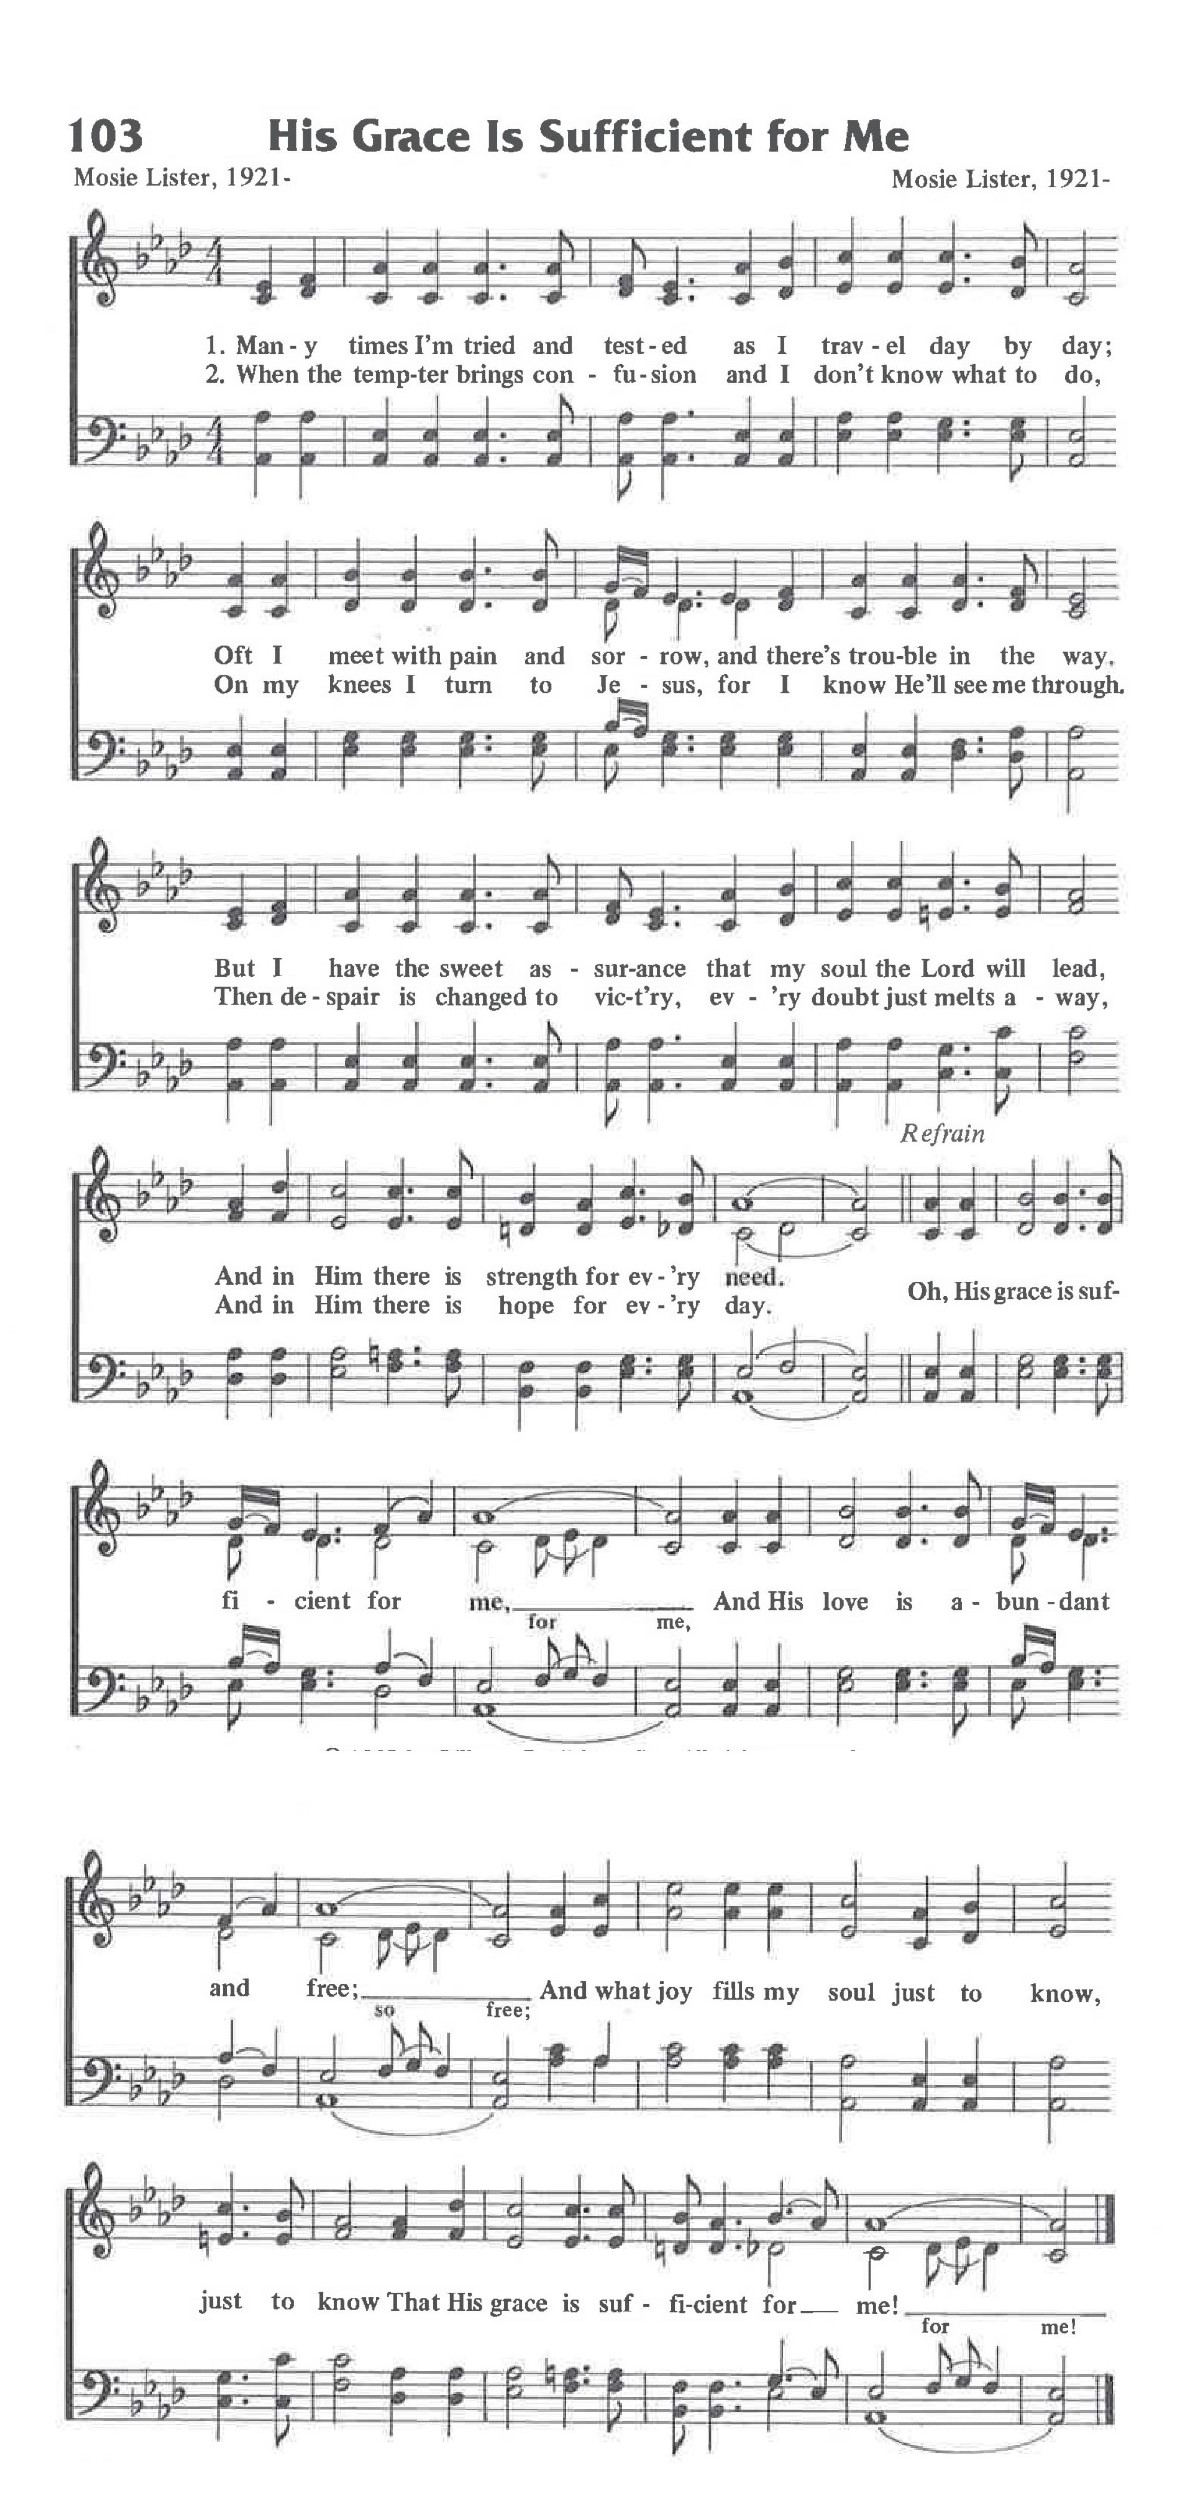 103 His Grace Is Sufficient for Me
Mosie Lister, 1921- Mosie Lister, 1921-
1. Man - y times I'm tried and test - ed as I trav - el day by day;
2. When the temp-ter brings con - fu - sion and I don't know what to do,
Oft I meet with pain and sor - row, and there's trou-ble in the way.
On my knees I turn to Je - sus, for I know He'll see me through.
But I have the sweet as - sur-ance that my soul the Lord will lead,
Then de - spair is changed to vic-t'ry, ev - 'ry doubt just melts a - way,
Refrain
And in Him there is strength for ev - 'ry need.
And in Him there is hope for ev - 'ry day.
Oh, His grace is suf-
fi - cient for me, And His love is a - bun - dant
for me,
and free; And what joy fills my soul just to know,
so free;
just to know That His grace is suf - fi-cient for me!
for me!